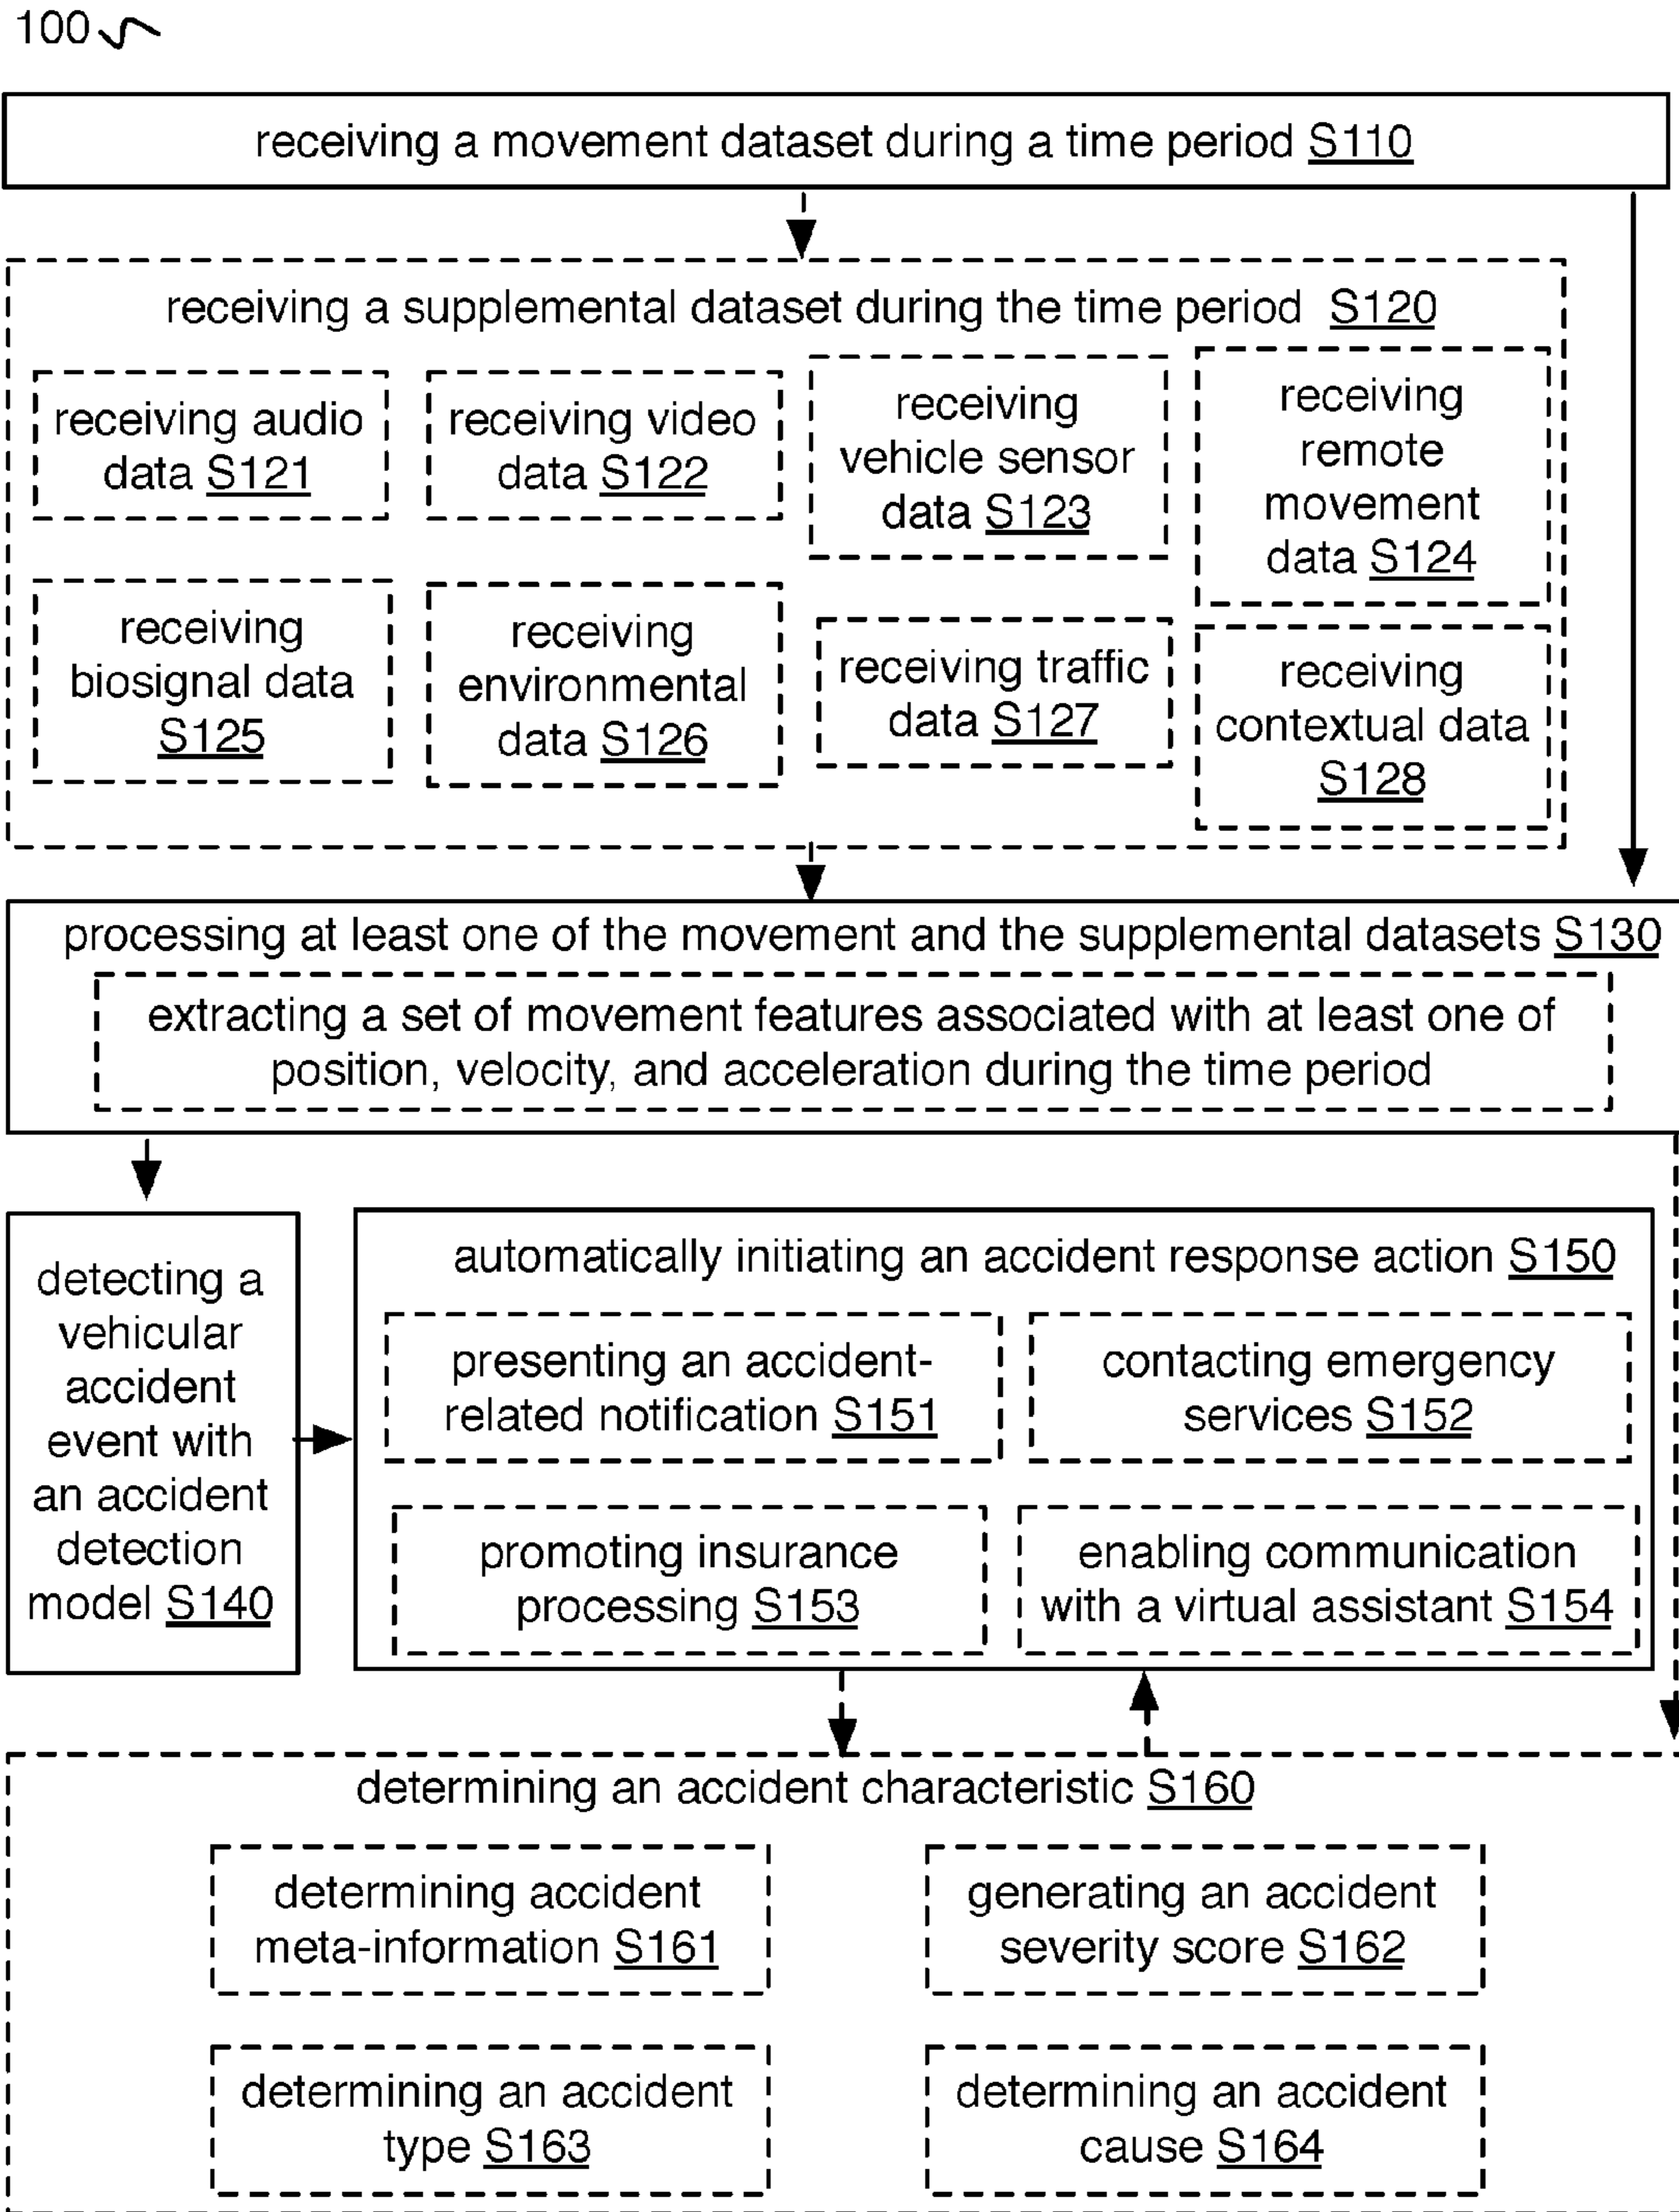 100
receiving a movement dataset during a time period S110
receiving a supplemental dataset during the time period S120
receiving audio
data S121
receiving video
data S122
receiving
vehicle sensor
data S123
receiving
remote
movement
data S124
receiving
biosignal data
S125
receiving
environmental
data S126
receiving traffic
data S127
receiving
contextual data
S128
processing at least one of the movement and the supplemental datasets S130
extracting a set of movement features associated with at least one of
position, velocity, and acceleration during the time period
detecting a
vehicular
accident
event with
an accident
detection
model S140
automatically initiating an accident response action S150
presenting an accident-
related notification S151
contacting emergency
services S152
promoting insurance
processing S153
enabling communication
with a virtual assistant S154
determining an accident characteristic S160
determining accident
meta-information S161
generating an accident
severity score S162
determining an accident
type S163
determining an accident
cause S164